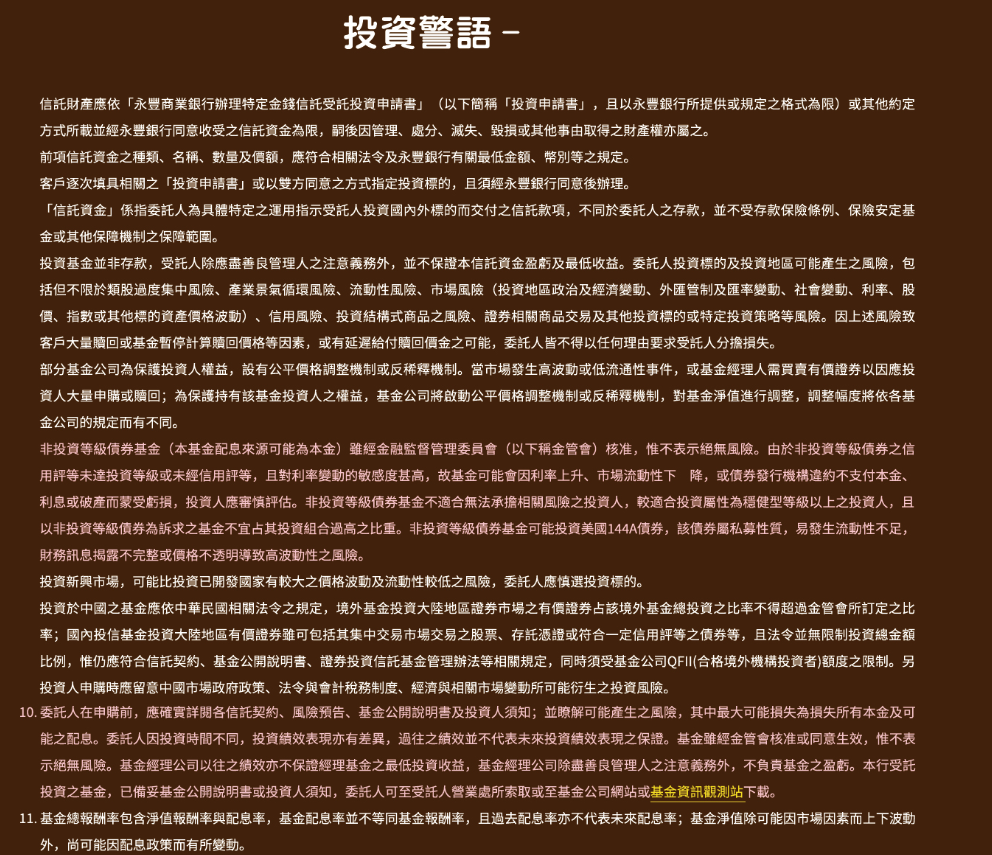 投資警語 –
信託財產應依「永豐商業銀行辦理特定金錢信託受託投資申請書」（以下簡稱「投資申請書」，且以永豐銀行所提供或規定之格式為限）或其他約定
方式所載並經永豐銀行同意收受之信託資金為限，嗣後因管理、處分、滅失、毀損或其他事由取得之財產權亦屬之。
前項信託資金之種類、名稱、數量及價額，應符合相關法令及永豐銀行有關最低金額、幣別等之規定。
客戶逐次填具相關之「投資申請書」或以雙方同意之方式指定投資標的，且須經永豐銀行同意後辦理。
「信託資金」係指委託人為具體特定之運用指示受託人投資國內外標的而交付之信託款項，不同於委託人之存款，並不受存款保險條例、保險安定基
金或其他保障機制之保障範圍。
投資基金並非存款，受託人除應盡善良管理人之注意義務外，並不保證本信託資金盈虧及最低收益。委託人投資標的及投資地區可能產生之風險，包
括但不限於類股過度集中風險、產業景氣循環風險、流動性風險、市場風險（投資地區政治及經濟變動、外匯管制及匯率變動、社會變動、利率、股
價、指數或其他標的資產價格波動）、信用風險、投資結構式商品之風險、證券相關商品交易及其他投資標的或特定投資策略等風險。因上述風險致
客戶大量贖回或基金暫停計算贖回價格等因素，或有延遲給付贖回價金之可能，委託人皆不得以任何理由要求受託人分擔損失。
部分基金公司為保護投資人權益，設有公平價格調整機制或反稀釋機制。當市場發生高波動或低流通性事件，或基金經理人需買賣有價證券以因應投
資人大量申購或贖回；為保護持有該基金投資人之權益，基金公司將啟動公平價格調整機制或反稀釋機制，對基金淨值進行調整，調整幅度將依各基
金公司的規定而有不同。
非投資等級債券基金（本基金配息來源可能為本金）雖經金融監督管理委員會（以下稱金管會）核准，惟不表示絕無風險。由於非投資等級債券之信
用評等未達投資等級或未經信用評等，且對利率變動的敏感度甚高，故基金可能會因利率上升、市場流動性下　降，或債券發行機構違約不支付本金、
利息或破產而蒙受虧損，投資人應審慎評估。非投資等級債券基金不適合無法承擔相關風險之投資人，較適合投資屬性為穩健型等級以上之投資人，且
以非投資等級債券為訴求之基金不宜占其投資組合過高之比重。非投資等級債券基金可能投資美國144A債券，該債券屬私募性質，易發生流動性不足，
財務訊息揭露不完整或價格不透明導致高波動性之風險。
投資新興市場，可能比投資已開發國家有較大之價格波動及流動性較低之風險，委託人應慎選投資標的。
投資於中國之基金應依中華民國相關法令之規定，境外基金投資大陸地區證券市場之有價證券占該境外基金總投資之比率不得超過金管會所訂定之比
率；國內投信基金投資大陸地區有價證券雖可包括其集中交易市場交易之股票、存託憑證或符合一定信用評等之債券等，且法令並無限制投資總金額
比例，惟仍應符合信託契約、基金公開說明書、證券投資信託基金管理辦法等相關規定，同時須受基金公司QFII(合格境外機構投資者)額度之限制。另
投資人申購時應留意中國市場政府政策、法令與會計稅務制度、經濟與相關市場變動所可能衍生之投資風險。
10. 委託人在申購前，應確實詳閱各信託契約、風險預告、基金公開說明書及投資人須知；並瞭解可能產生之風險，其中最大可能損失為損失所有本金及可
能之配息。委託人因投資時間不同，投資績效表現亦有差異，過往之績效並不代表未來投資績效表現之保證。基金雖經金管會核准或同意生效，惟不表
示絕無風險。基金經理公司以往之績效亦不保證經理基金之最低投資收益，基金經理公司除盡善良管理人之注意義務外，不負責基金之盈虧。本行受託
投資之基金，已備妥基金公開說明書或投資人須知，委託人可至受託人營業處所索取或至基金公司網站或基金資訊觀測站下載。
11. 基金總報酬率包含淨值報酬率與配息率，基金配息率並不等同基金報酬率，且過去配息率亦不代表未來配息率；基金淨值除可能因市場因素而上下波動
外，尚可能因配息政策而有所變動。